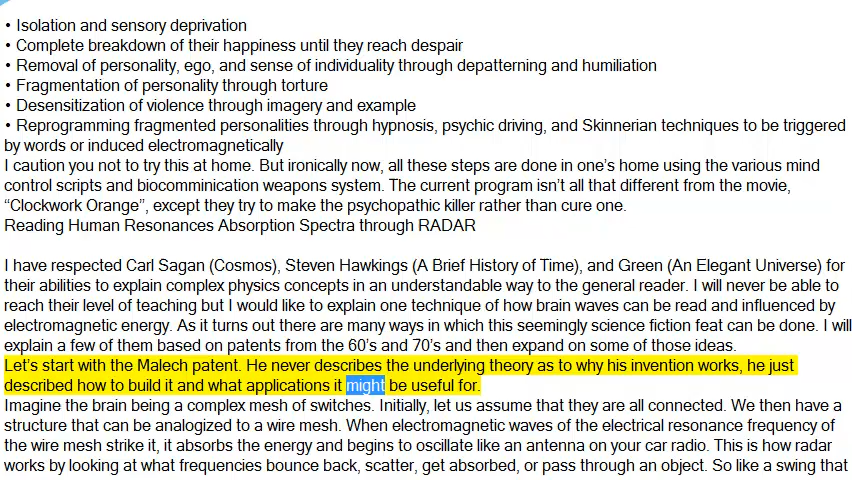 • Isolation and sensory deprivation
• Complete breakdown of their happiness until they reach despair
• Removal of personality, ego, and sense of individuality through depatterning and humiliation
• Fragmentation of personality through torture
• Desensitization of violence through imagery and example
• Reprogramming fragmented personalities through hypnosis, psychic driving, and Skinnerian techniques to be triggered
by words or induced electromagnetically
I caution you not to try this at home. But ironically now, all these steps are done in one’s home using the various mind
control scripts and biocomminication weapons system. The current program isn’t all that different from the movie,
“Clockwork Orange”, except they try to make the psychopathic killer rather than cure one.
Reading Human Resonances Absorption Spectra through RADAR
I have respected Carl Sagan (Cosmos), Steven Hawkings (A Brief History of Time), and Green (An Elegant Universe) for
their abilities to explain complex physics concepts in an understandable way to the general reader. I will never be able to
reach their level of teaching but I would like to explain one technique of how brain waves can be read and influenced by
electromagnetic energy. As it turns out there are many ways in which this seemingly science fiction feat can be done. I will
explain a few of them based on patents from the 60’s and 70’s and then expand on some of those ideas.
Let’s start with the Malech patent. He never describes the underlying theory as to why his invention works, he just
described how to build it and what applications it might be useful for.
Imagine the brain being a complex mesh of switches. Initially, let us assume that they are all connected. We then have a
structure that can be analogized to a wire mesh. When electromagnetic waves of the electrical resonance frequency of
the wire mesh strike it, it absorbs the energy and begins to oscillate like an antenna on your car radio. This is how radar
works by looking at what frequencies bounce back, scatter, get absorbed, or pass through an object. So like a swing that